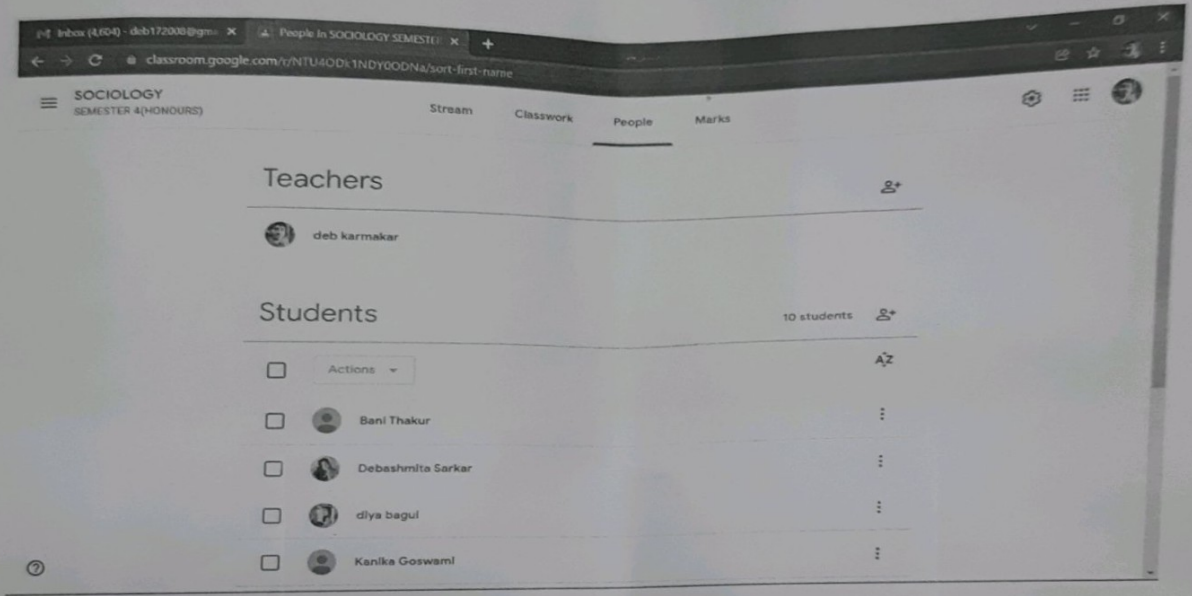 Inbox (4,604) - deb172008@gm
People in SOCIOLOGY SEMESTE
classroom.google.com/r/NTU4ODk1NDY0ODNa/sort-first-name
SOCIOLOGY
SEMESTER 4(HONOURS)
Stream
Classwork
People
Marks
Teachers
deb karmakar
Students
10 students
Actions
AZ
Bani Thakur
Debashmita Sarkar
diya bagui
Kanika Goswami